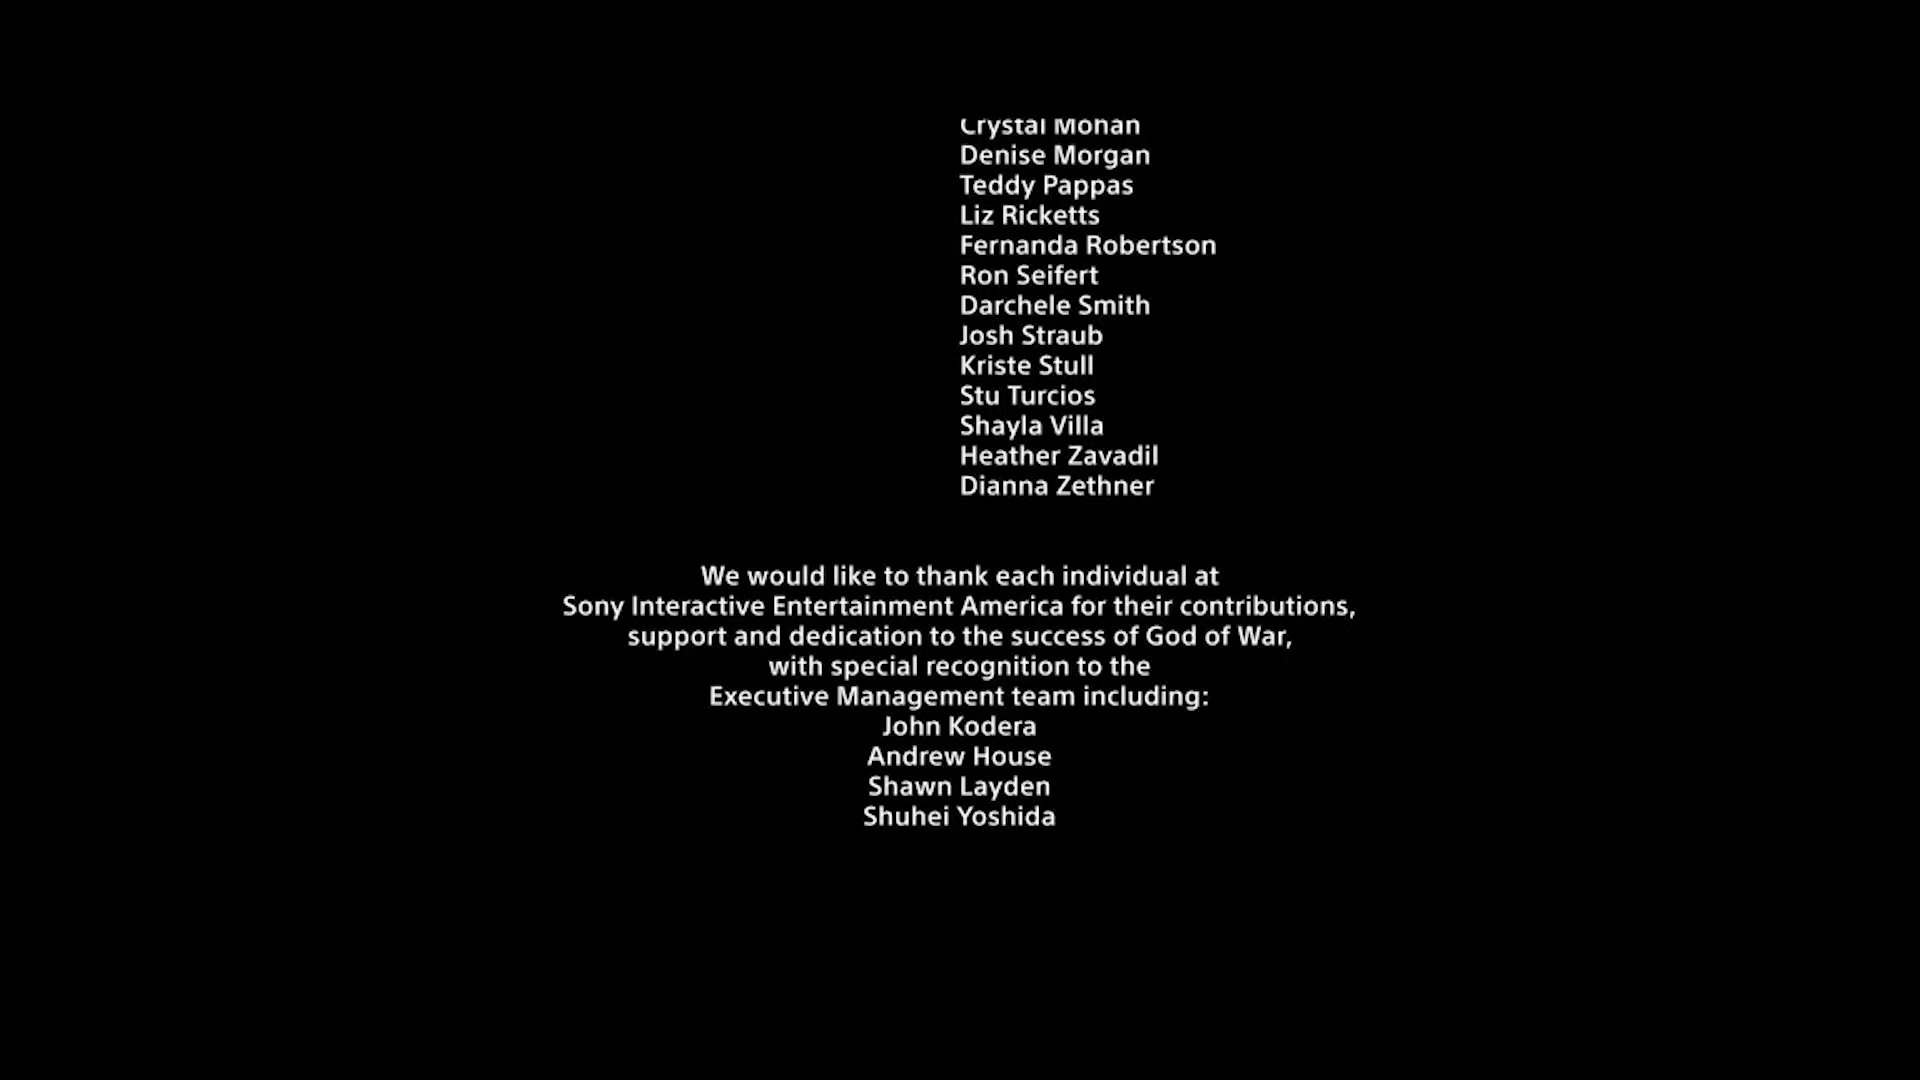 Crystal Mohan
Denise Morgan
Teddy Pappas
Liz Ricketts
Fernanda Robertson
Ron Seifert
Darchele Smith
Josh Straub
Kriste Stull
Stu Turcios
Shayla Villa
Heather Zavadil
Dianna Zethner
We would like to thank each individual at
Sony Interactive Entertainment America for their contributions,
support and dedication to the success of God of War,
with special recognition to the
Executive Management team including:
John Kodera
Andrew House
Shawn Layden
Shuhei Yoshida